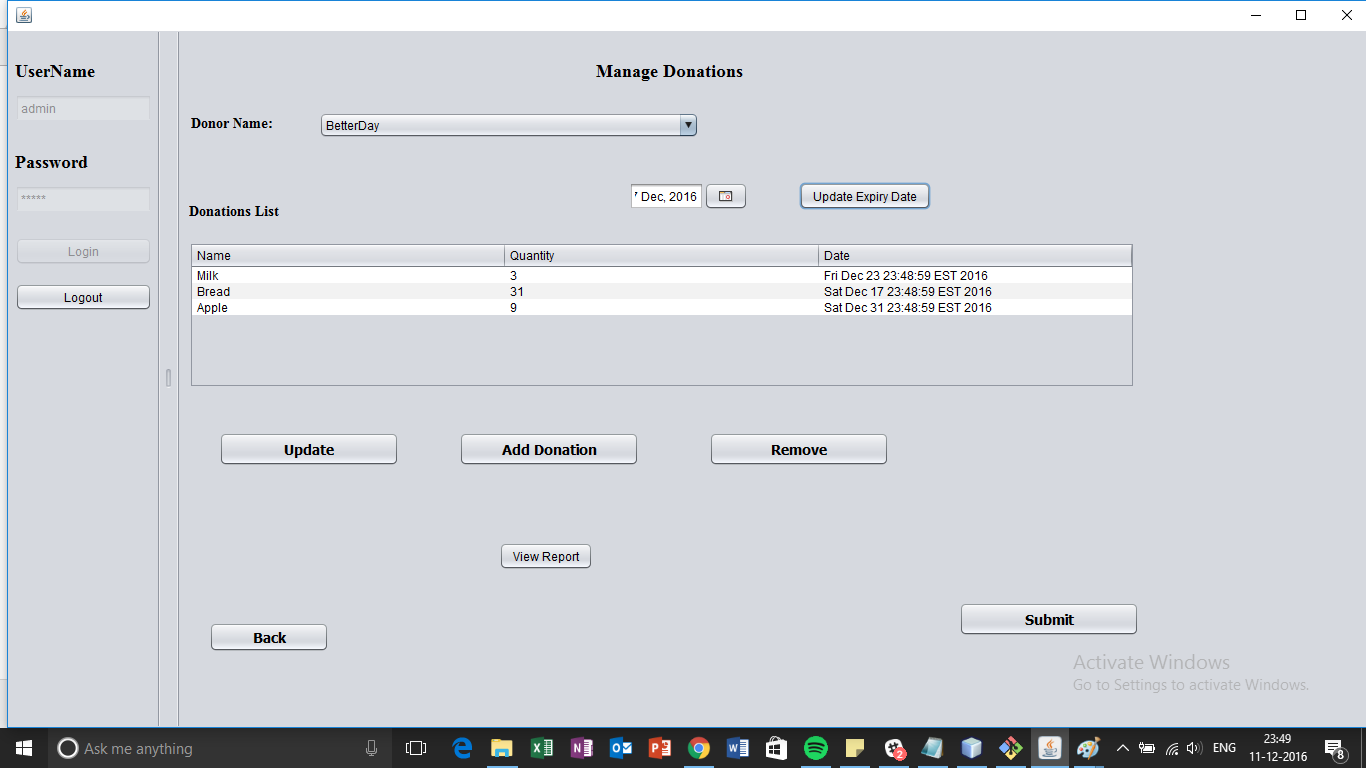 UserName
admin
Password
*****
Login
Logout
Manage Donations
Donor Name:
BetterDay
Dec, 2016
Update Expiry Date
Donations List
Name Quantity Date
Milk 3 Fri Dec 23 23:48:59 EST 2016
Bread 31 Sat Dec 17 23:48:59 EST 2016
Apple 9 Sat Dec 31 23:48:59 EST 2016
Update Add Donation Remove
View Report
Submit
Back
Activate Windows
Go to Settings to activate Windows.
Ask me anything
ENG
23:49
11-12-2016
8
2